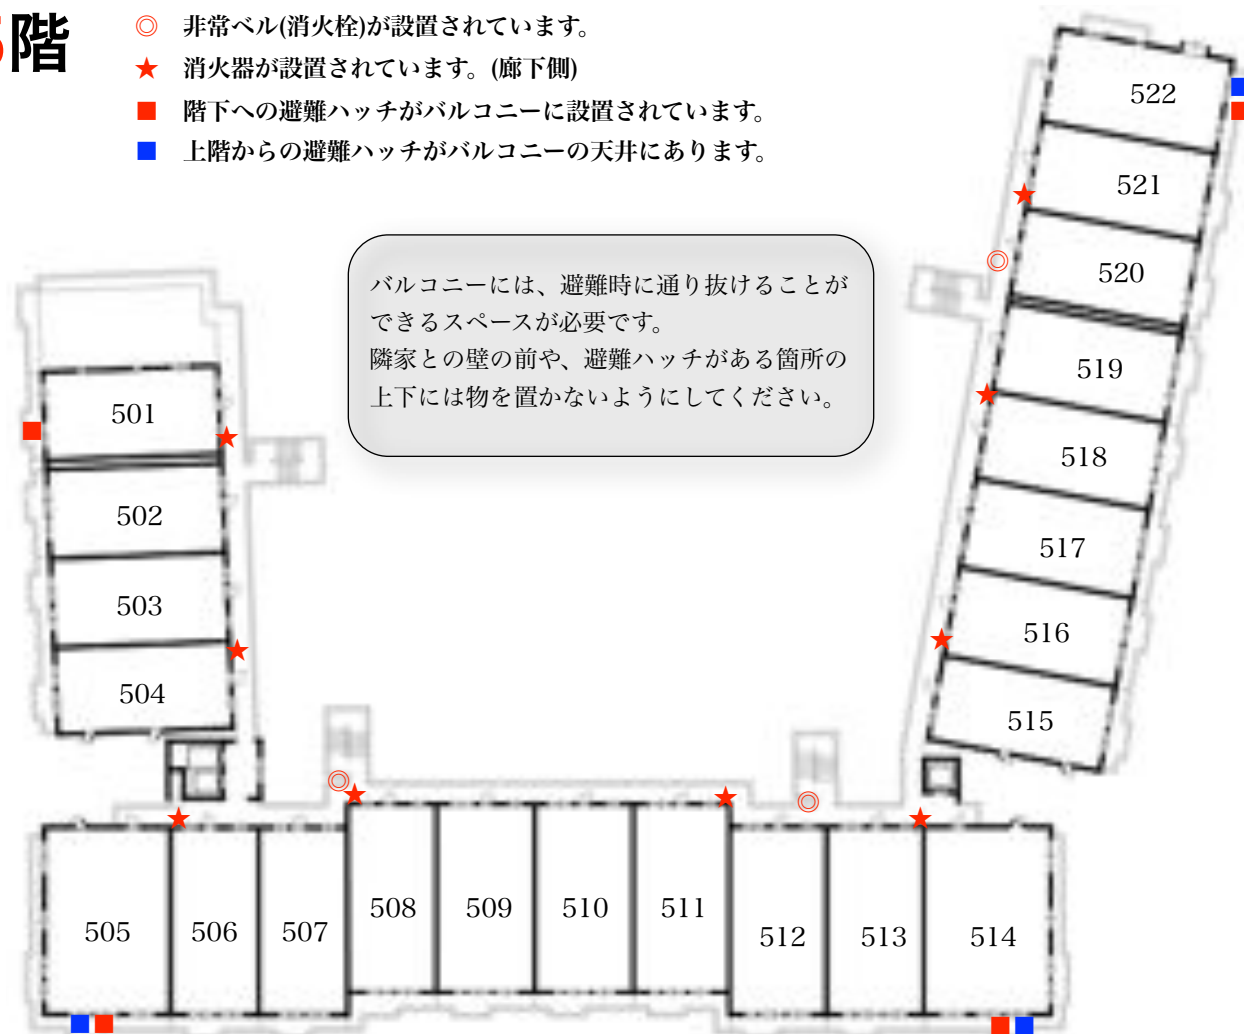 5階
◎ 非常ベル(消火栓)が設置されています。
★ 消火器が設置されています。(廊下側)
■ 階下への避難ハッチがバルコニーに設置されています。
■ 上階からの避難ハッチがバルコニーの天井にあります。
バルコニーには、避難時に通り抜けることが
できるスペースが必要です。
隣家との壁の前や、避難ハッチがある箇所の
上下には物を置かないようにしてください。
501
502
503
504
505
506
507
508
509
510
511
512
513
514
515
516
517
518
519
520
521
522